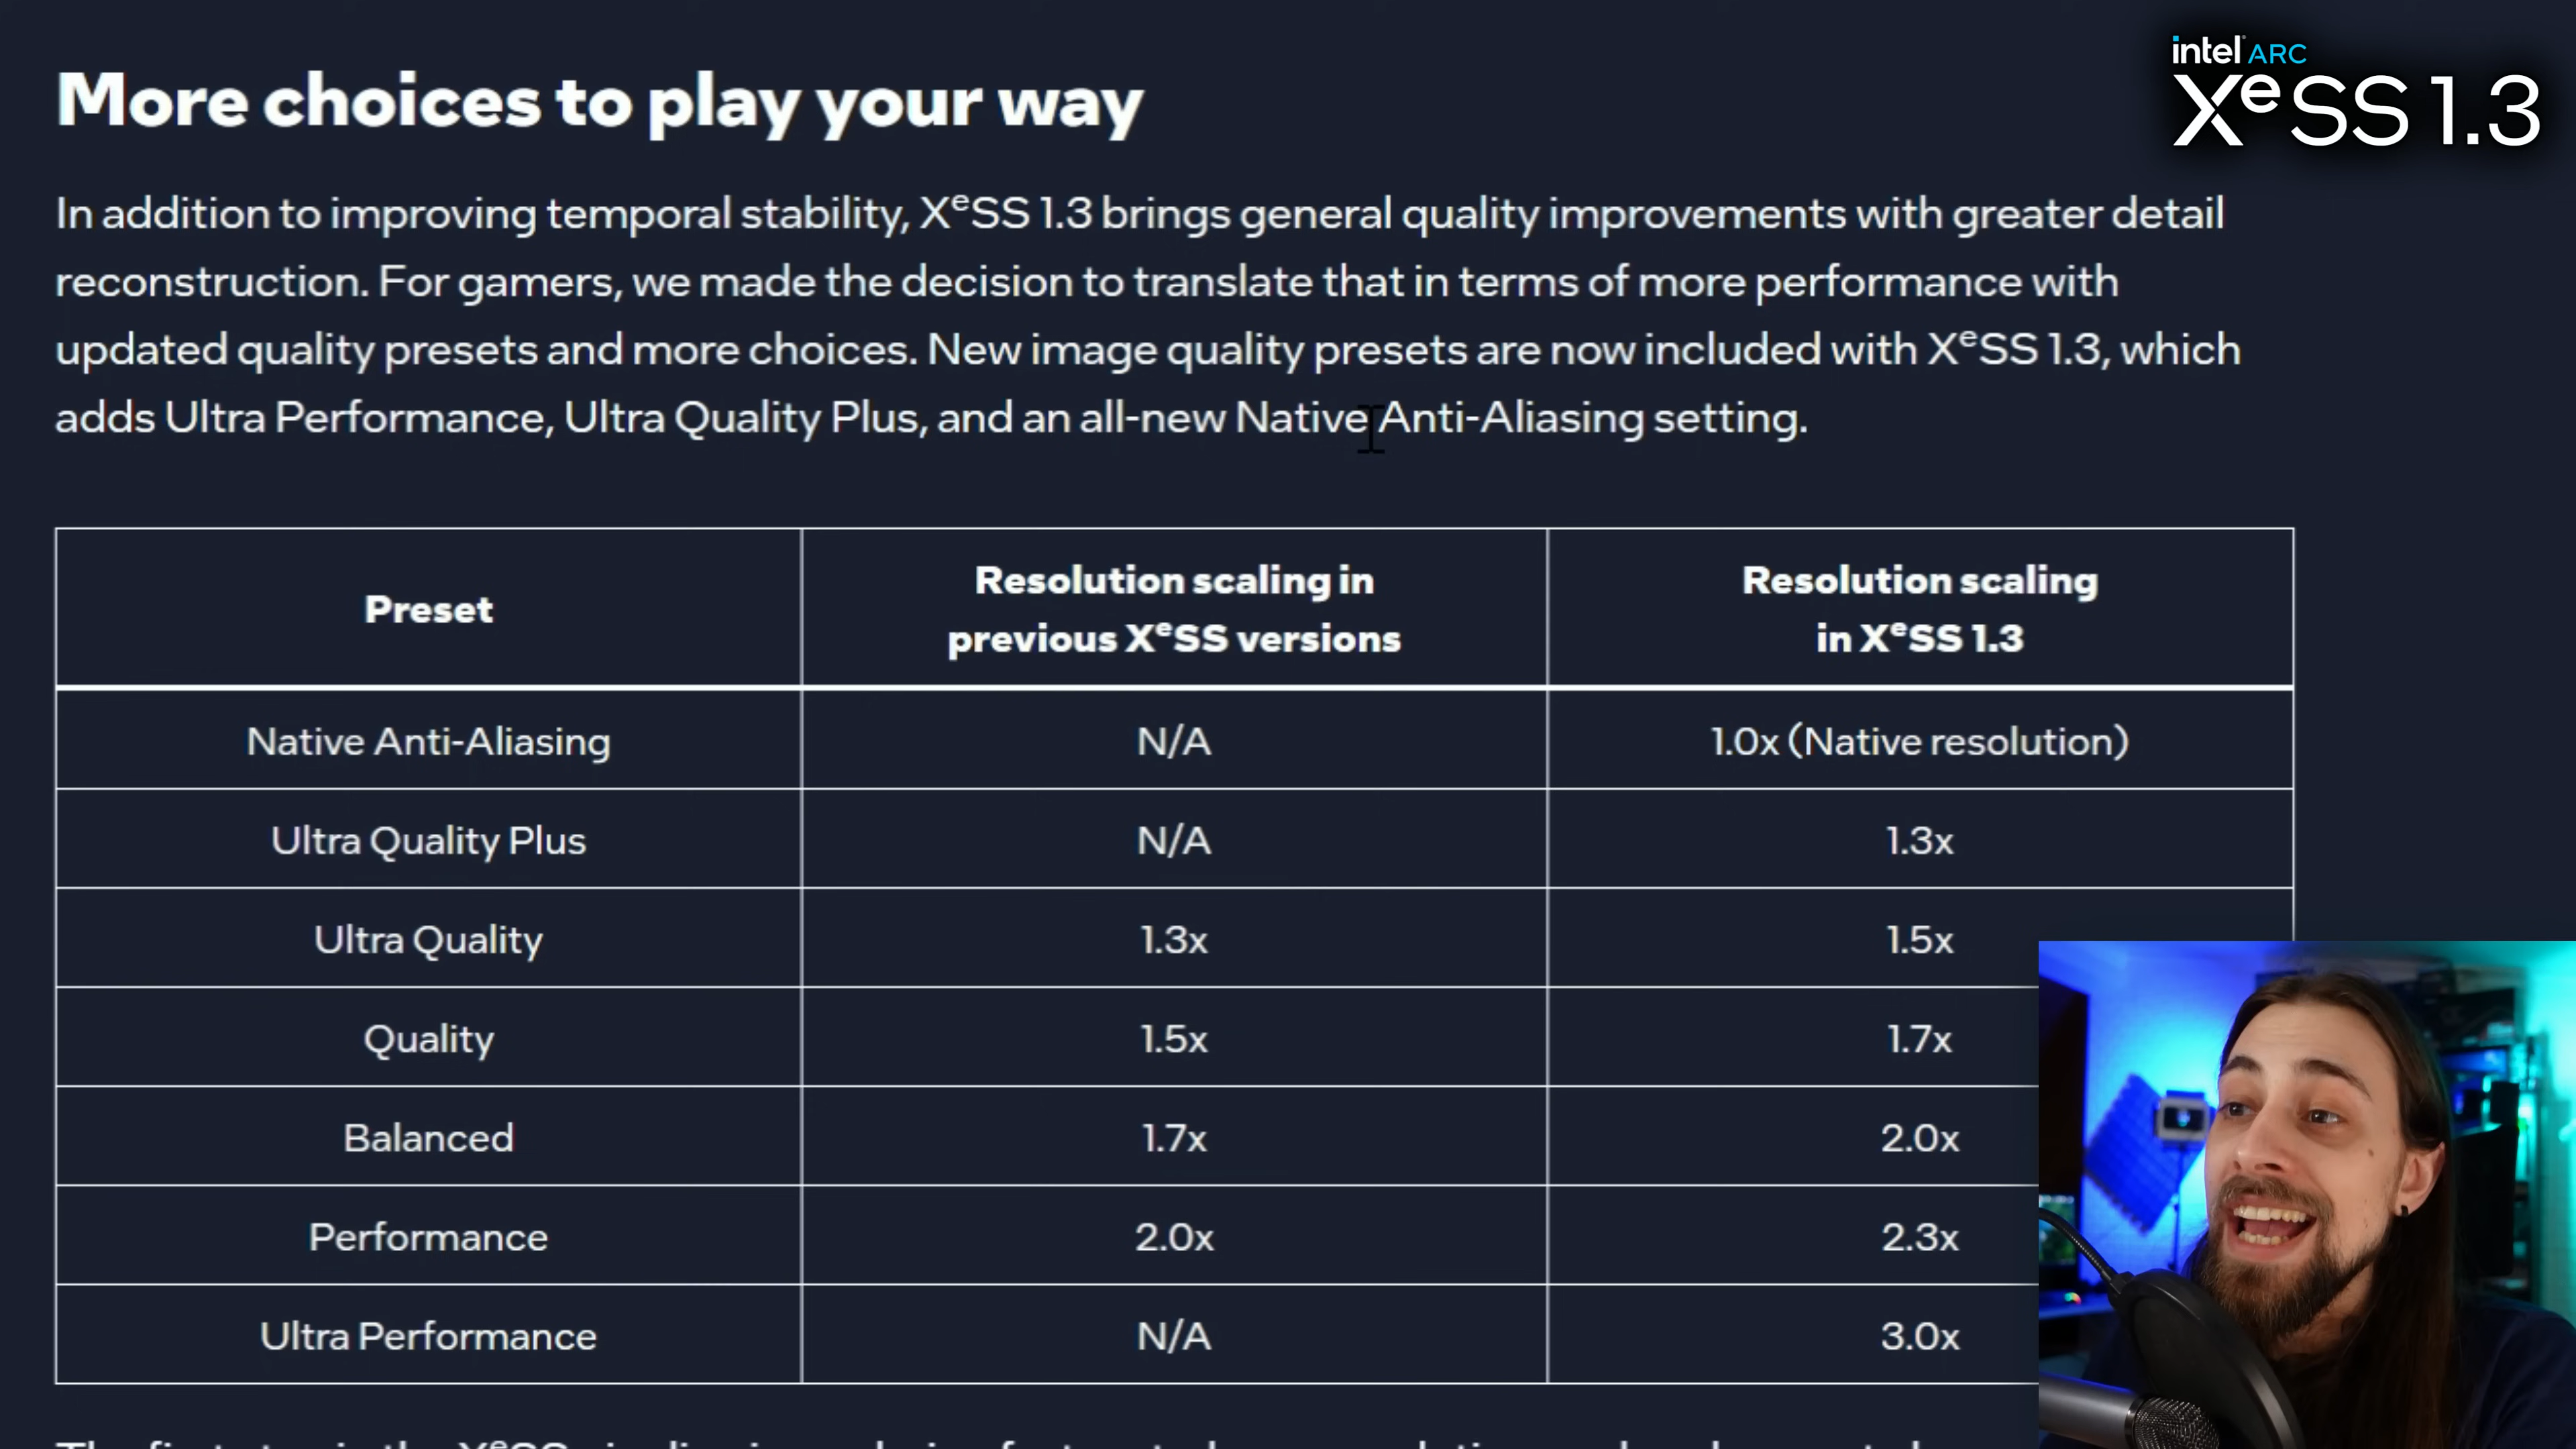 intel ARC
XeSS 1.3
More choices to play your way
In addition to improving temporal stability, XeSS 1.3 brings general quality improvements with greater detail
reconstruction. For gamers, we made the decision to translate that in terms of more performance with
updated quality presets and more choices. New image quality presets are now included with XeSS 1.3, which
adds Ultra Performance, Ultra Quality Plus, and an all-new Native Anti-Aliasing setting.
Preset
Resolution scaling in
previous XeSS versions
Resolution scaling
in XeSS 1.3
Native Anti-Aliasing N/A 1.0x (Native resolution)
Ultra Quality Plus N/A 1.3x
Ultra Quality 1.3x 1.5x
Quality 1.5x 1.7x
Balanced 1.7x 2.0x
Performance 2.0x 2.3x
Ultra Performance N/A 3.0x